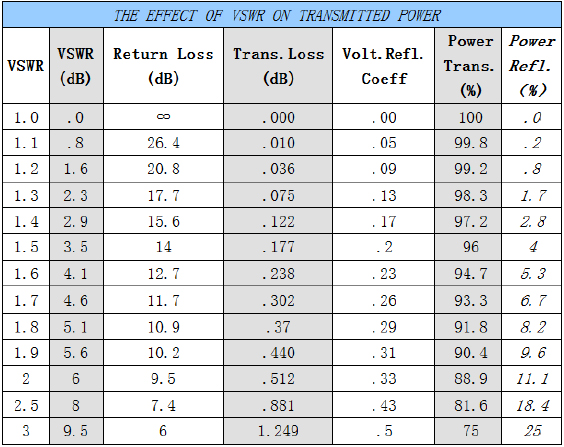 THE EFFECT OF VSWR ON TRANSMITTED POWER
VSWR VSWR (dB) Return Loss (dB) Trans.Loss (dB) Volt.Refl. Coeff Power Trans. (%) Power Refl. (%)
1.0 .0 ∞ .000 .00 100 .0
1.1 .8 26.4 .010 .05 99.8 .2
1.2 1.6 20.8 .036 .09 99.2 .8
1.3 2.3 17.7 .075 .13 98.3 1.7
1.4 2.9 15.6 .122 .17 97.2 2.8
1.5 3.5 14 .177 .2 96 4
1.6 4.1 12.7 .238 .23 94.7 5.3
1.7 4.6 11.7 .302 .26 93.3 6.7
1.8 5.1 10.9 .37 .29 91.8 8.2
1.9 5.6 10.2 .440 .31 90.4 9.6
2 6 9.5 .512 .33 88.9 11.1
2.5 8 7.4 .881 .43 81.6 18.4
3 9.5 6 1.249 .5 75 25